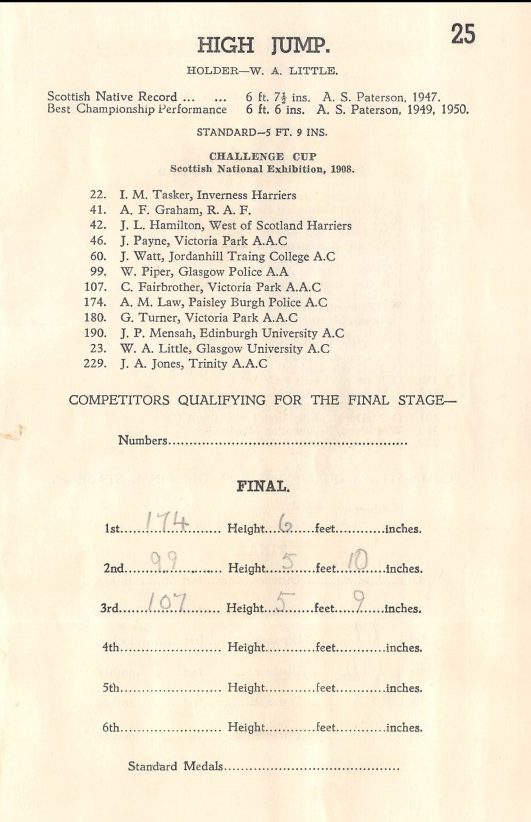 25
HIGH JUMP.
HOLDER—W. A. LITTLE.
Scottish Native Record ... ... 6 ft. 7½ ins. A. S. Paterson, 1947.
Best Championship Performance 6 ft. 6 ins. A. S. Paterson, 1949, 1950.
STANDARD—5 FT. 9 INS.
CHALLENGE CUP
Scottish National Exhibition, 1908.
22. I. M. Tasker, Inverness Harriers
41. A. F. Graham, R. A. F.
42. J. L. Hamilton, West of Scotland Harriers
46. J. Payne, Victoria Park A.A.C
60. J. Watt, Jordanhill Traing College A.C
99. W. Piper, Glasgow Police A.A
107. C. Fairbrother, Victoria Park A.A.C
174. A. M. Law, Paisley Burgh Police A.C
180. G. Turner, Victoria Park A.A.C
190. J. P. Mensah, Edinburgh University A.C
23. W. A. Little, Glasgow University A.C
229. J. A. Jones, Trinity A.A.C
COMPETITORS QUALIFYING FOR THE FINAL STAGE—
Numbers..........................................................
FINAL.
1st......174........ Height...6......feet............inches.
2nd......99........ Height...5......feet...10......inches.
3rd......107........ Height...5......feet...9......inches.
4th........................ Height............feet............inches.
5th........................ Height............feet............inches.
6th........................ Height............feet............inches.
Standard Medals..........................................